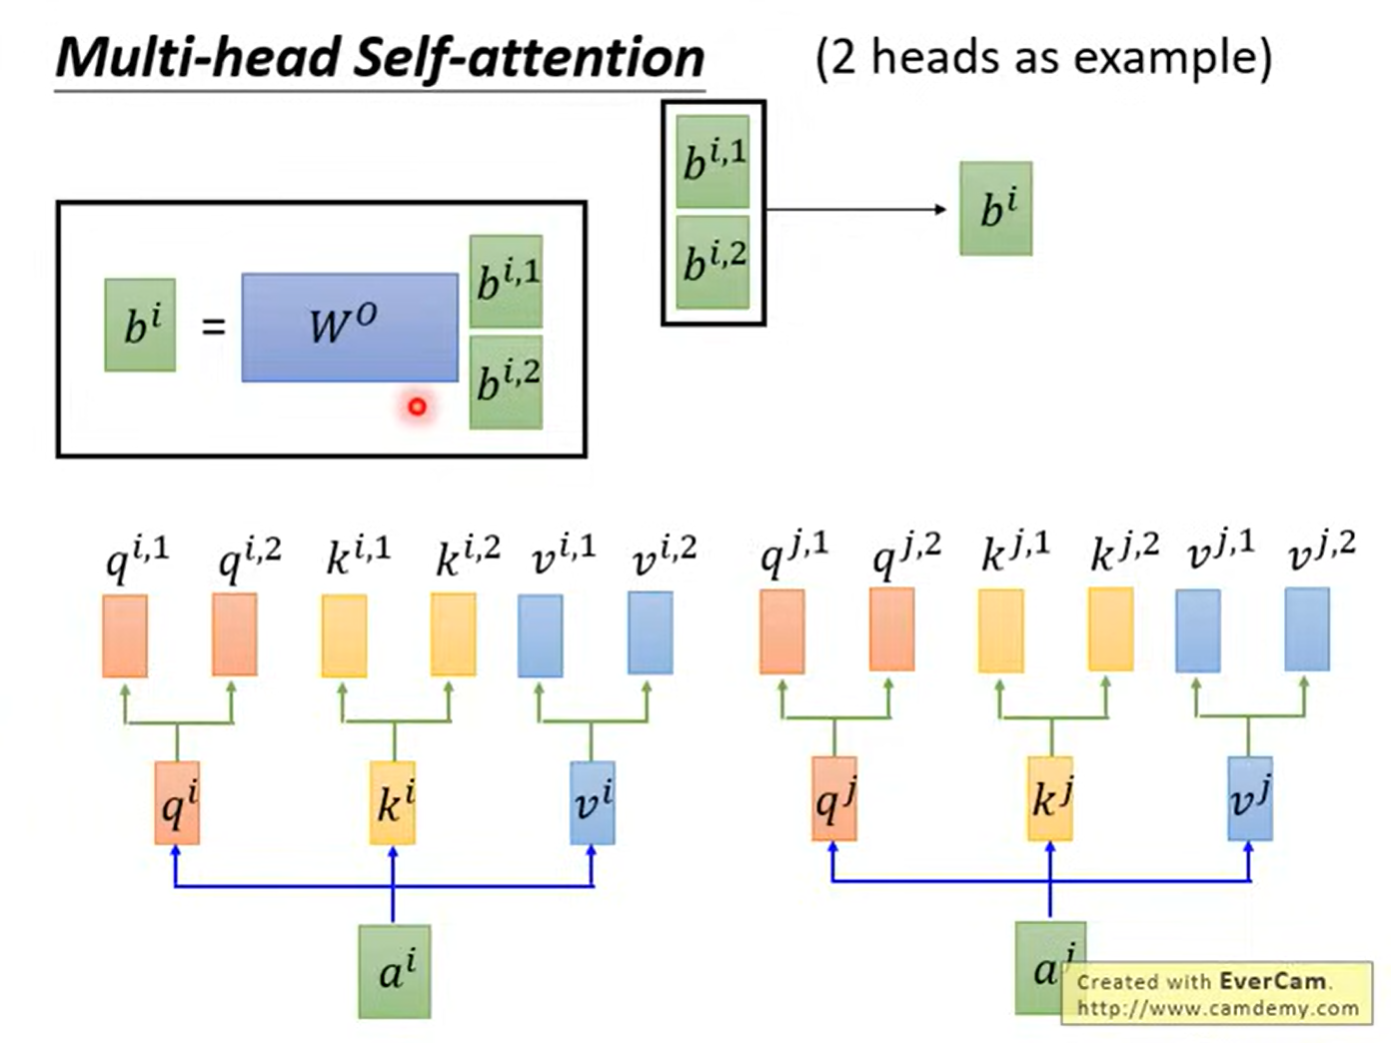 Multi-head Self-attention (2 heads as example)
b^{i,1}
b^{i,2}
b^i
b^i = W^O b^{i,1}
b^{i,2}
q^{i,1} q^{i,2} k^{i,1} k^{i,2} v^{i,1} v^{i,2} q^{j,1} q^{j,2} k^{j,1} k^{j,2} v^{j,1} v^{j,2}
q^i k^i v^i q^j k^j v^j
a^i a^j
Created with EverCam.
http://www.camdemy.com